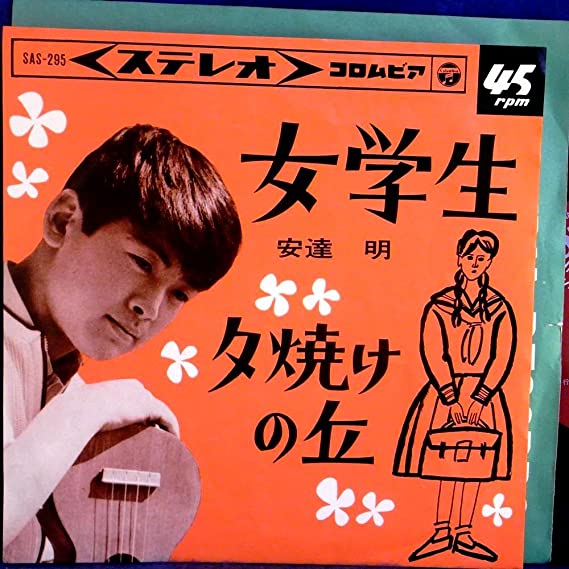 SAS-295
ステレオ
コロムビア
45
rpm
女学生
安達 明
夕焼け
の丘